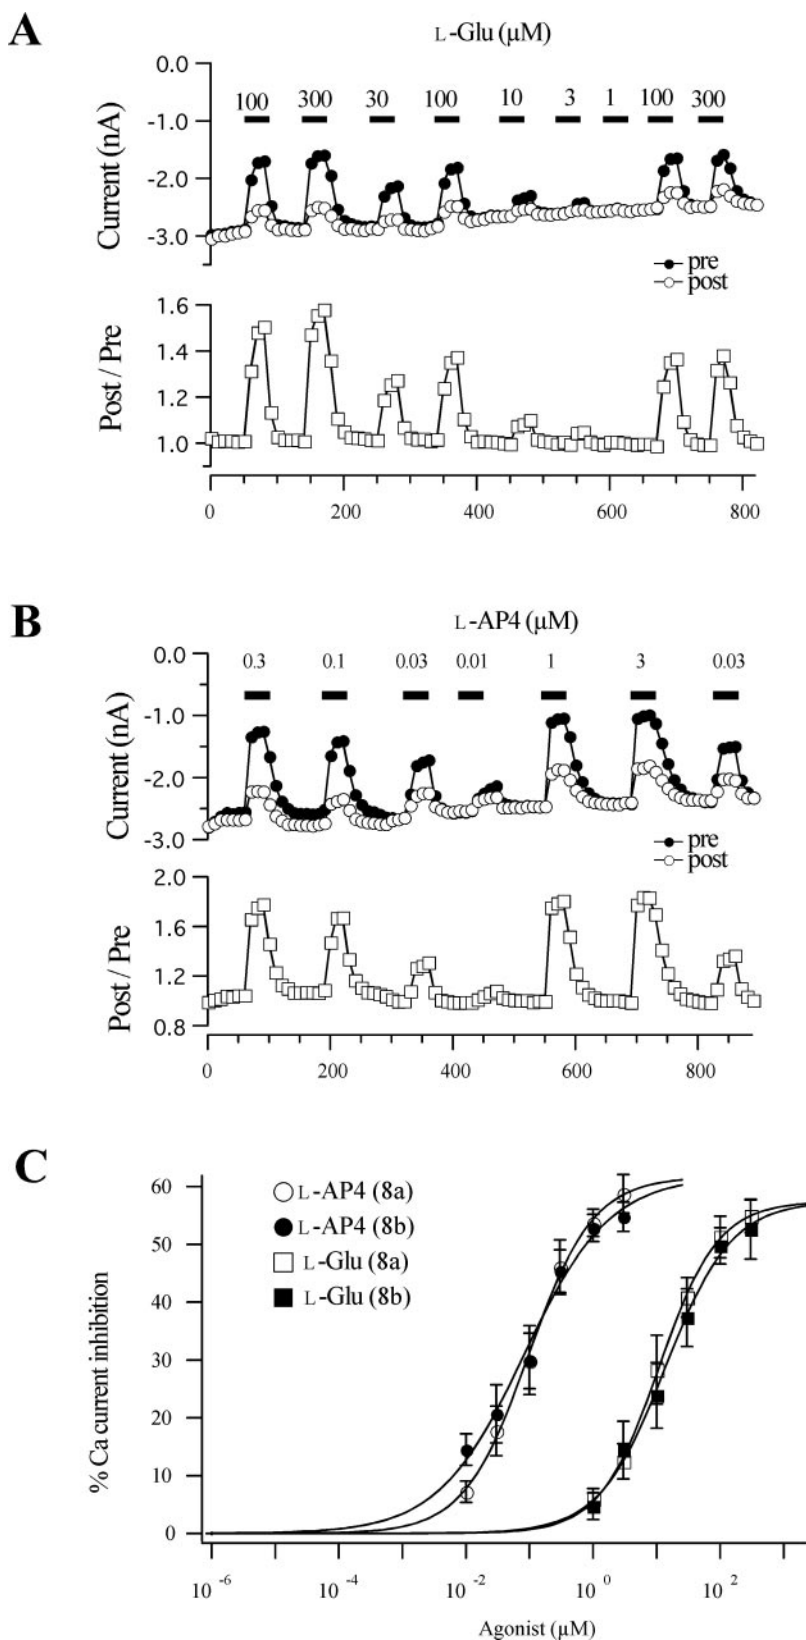 A
L-Glu (μM)
0.0
-1.0
-2.0
-3.0
Current (nA)
100 300 30 100 10 3 1 100 300
pre
post
1.6
1.4
1.2
1.0
Post / Pre
0 200 400 600 800
B
L-AP4 (μM)
0.0
-1.0
-2.0
-3.0
Current (nA)
0.3 0.1 0.03 0.01 1 3 0.03
pre
post
2.0
1.6
1.2
0.8
Post / Pre
0 200 400 600 800
C
60
50
40
30
20
10
0
% Ca current inhibition
L-AP4 (8a)
L-AP4 (8b)
L-Glu (8a)
L-Glu (8b)
10⁻⁶ 10⁻⁴ 10⁻² 10⁰ 10²
Agonist (μM)